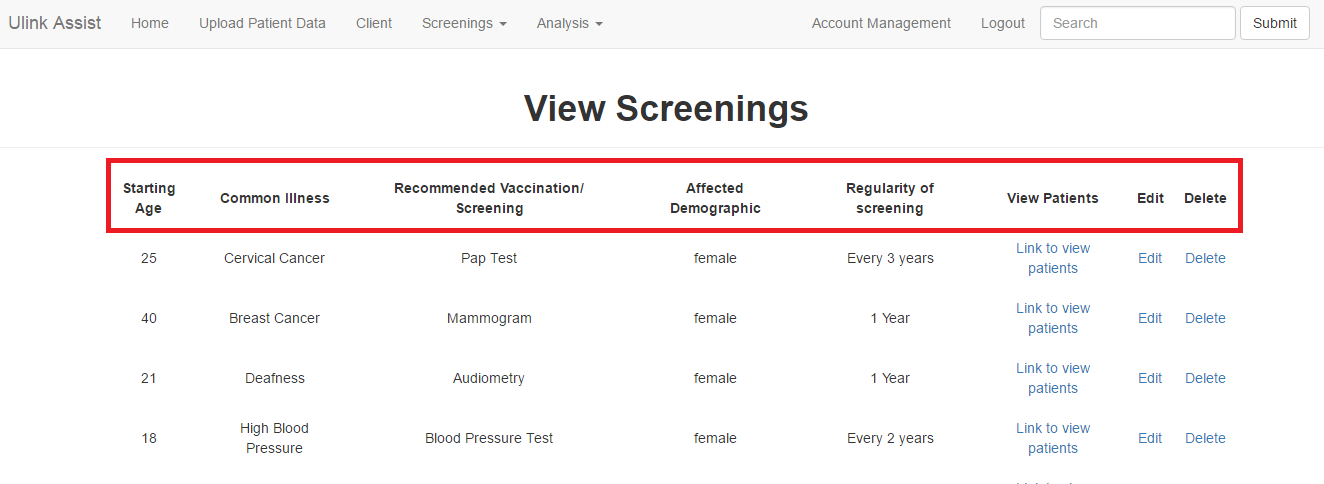 Ulink Assist Home Upload Patient Data Client Screenings Analysis Account Management Logout Search Submit
View Screenings
Starting Age Common Illness Recommended Vaccination/ Screening Affected Demographic Regularity of screening View Patients Edit Delete
25 Cervical Cancer Pap Test female Every 3 years Link to view patients Edit Delete
40 Breast Cancer Mammogram female 1 Year Link to view patients Edit Delete
21 Deafness Audiometry female 1 Year Link to view patients Edit Delete
18 High Blood Pressure Blood Pressure Test female Every 2 years Link to view patients Edit Delete